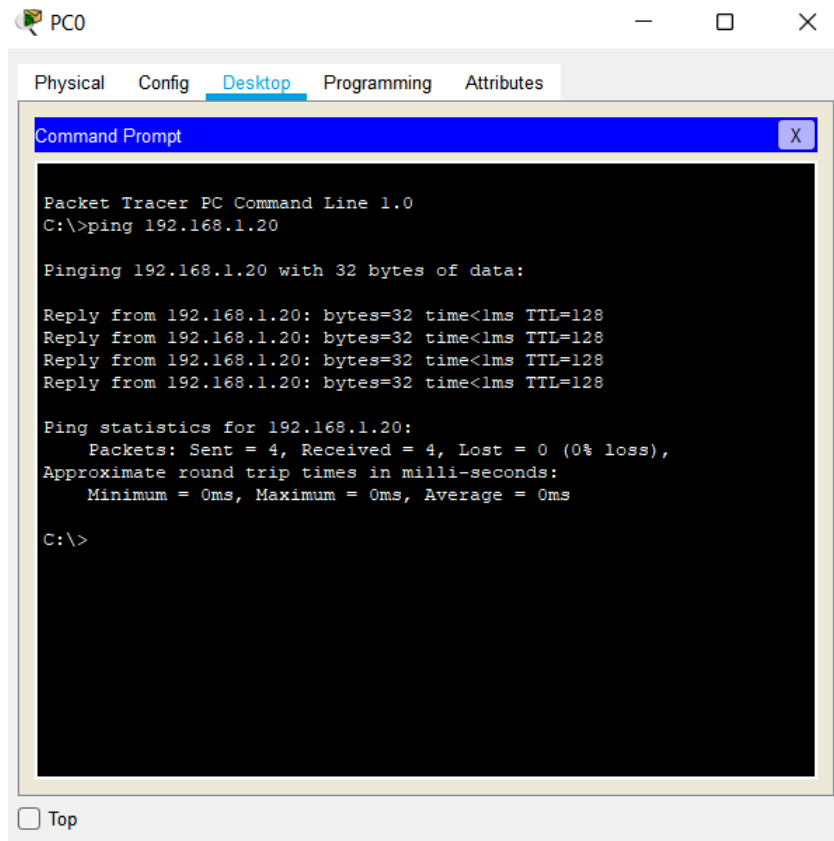 PC0
Physical Config Desktop Programming Attributes
Command Prompt
X
Packet Tracer PC Command Line 1.0
C:\>ping 192.168.1.20
Pinging 192.168.1.20 with 32 bytes of data:
Reply from 192.168.1.20: bytes=32 time<1ms TTL=128
Reply from 192.168.1.20: bytes=32 time<1ms TTL=128
Reply from 192.168.1.20: bytes=32 time<1ms TTL=128
Reply from 192.168.1.20: bytes=32 time<1ms TTL=128
Ping statistics for 192.168.1.20:
Packets: Sent = 4, Received = 4, Lost = 0 (0% loss),
Approximate round trip times in milli-seconds:
Minimum = 0ms, Maximum = 0ms, Average = 0ms
C:\>
Top